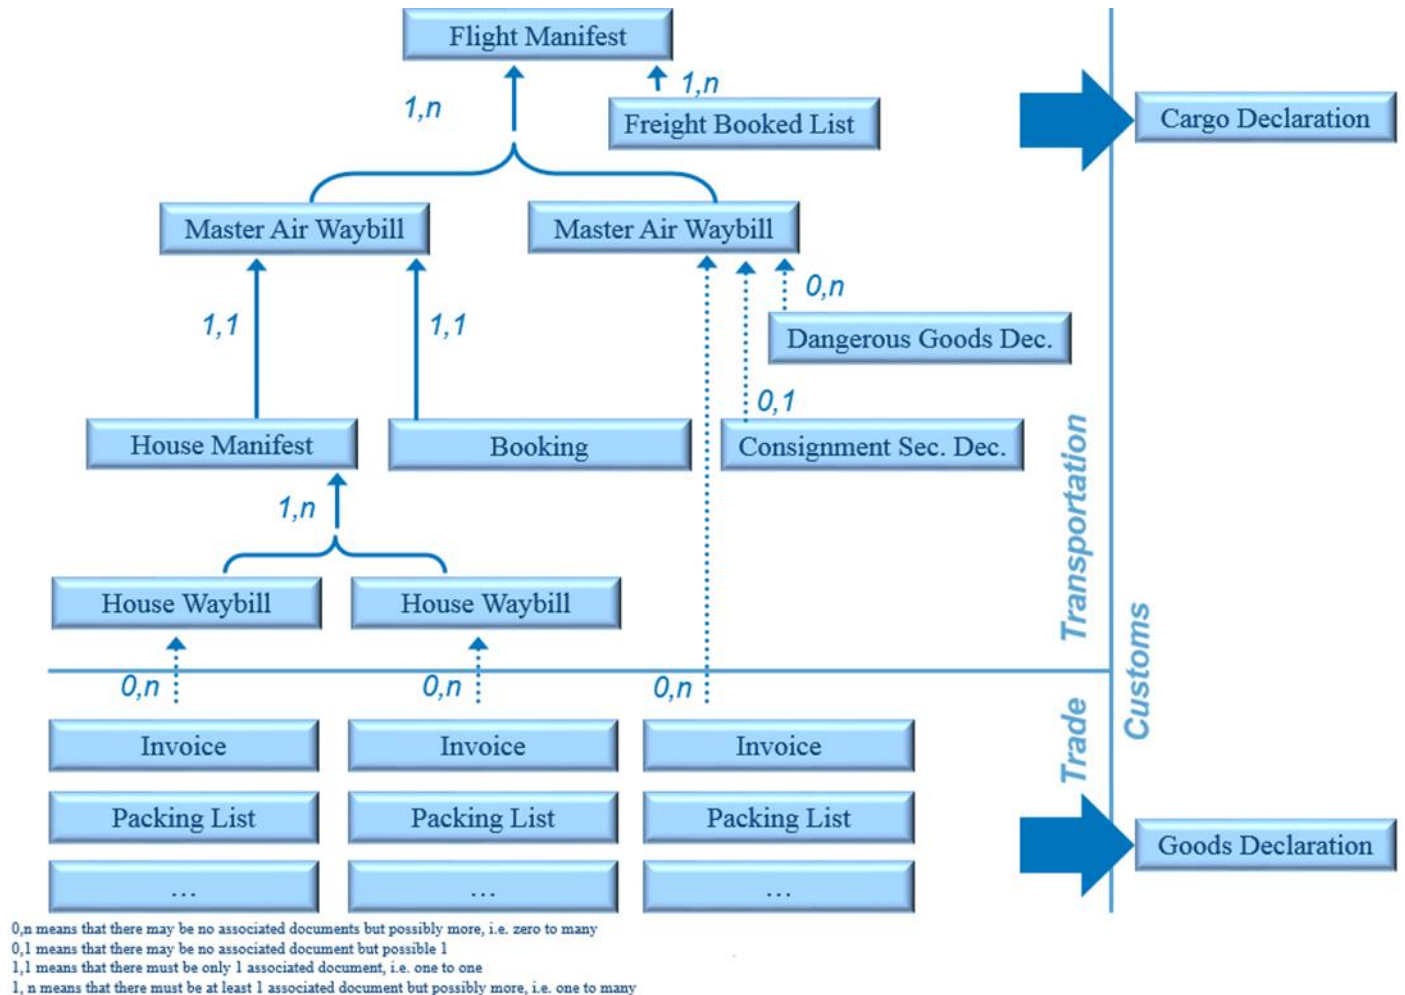 Flight Manifest
1,n
1,n
Freight Booked List
Cargo Declaration
Master Air Waybill
Master Air Waybill
0,n
1,1
1,1
Dangerous Goods Dec.
0,1
House Manifest
Booking
Consignment Sec. Dec.
Transportation
1,n
House Waybill
House Waybill
Customs
0,n
0,n
0,n
Trade
Invoice
Invoice
Invoice
Packing List
Packing List
Packing List
Goods Declaration
...
...
...
0,n means that there may be no associated documents but possibly more, i.e. zero to many
0,1 means that there may be no associated document but possible 1
1,1 means that there must be only 1 associated document, i.e. one to one
1, n means that there must be at least 1 associated document but possibly more, i.e. one to many